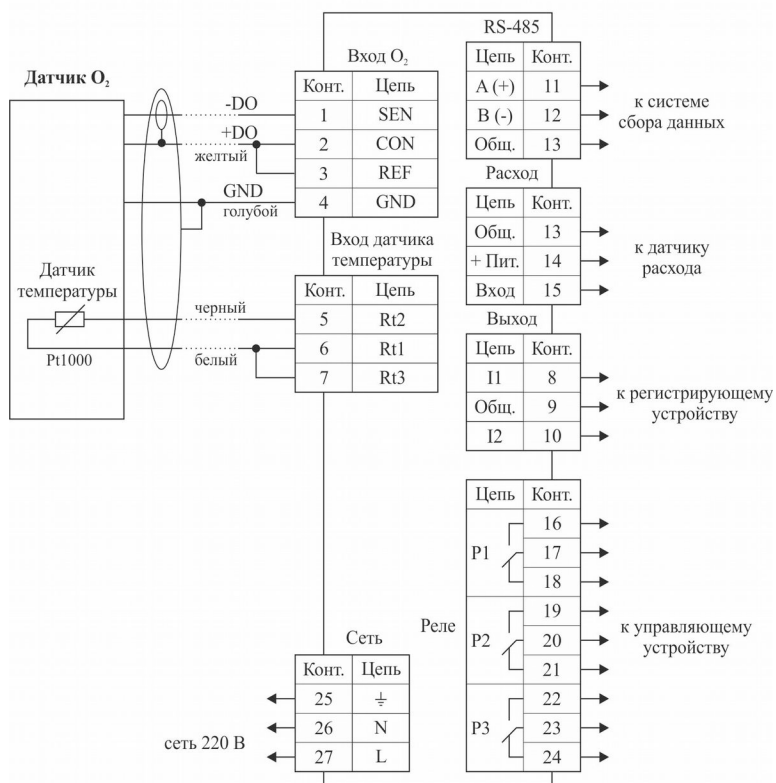 Датчик O₂
-DO
+DO
желтый
GND
голубой
Датчик
температуры
Pt1000
черный
белый
Вход O₂
Конт. Цепь
1 SEN
2 CON
3 REF
4 GND
Вход датчика
температуры
Конт. Цепь
5 Rt2
6 Rt1
7 Rt3
Сеть
Конт. Цепь
25 ⏚
26 N
27 L
сеть 220 В
RS-485
Цепь Конт.
A (+) 11
B (-) 12
Общ. 13
к системе
сбора данных
Расход
Цепь Конт.
Общ. 13
+ Пит. 14
Вход 15
к датчику
расхода
Выход
Цепь Конт.
I1 8
Общ. 9
I2 10
к регистрирующему
устройству
Реле
Цепь Конт.
P1
16
17
18
P2
19
20
21
P3
22
23
24
к управляющему
устройству